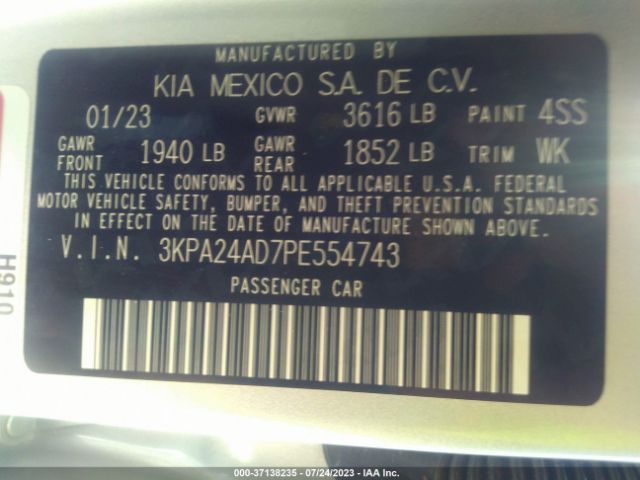 MANUFACTURED BY
KIA MEXICO S.A. DE C.V.
01/23 GVWR 3616 LB PAINT 4SS
GAWR FRONT 1940 LB GAWR REAR 1852 LB TRIM WK
THIS VEHICLE CONFORMS TO ALL APPLICABLE U.S.A. FEDERAL
MOTOR VEHICLE SAFETY, BUMPER, AND THEFT PREVENTION STANDARDS
IN EFFECT ON THE DATE OF MANUFACTURE SHOWN ABOVE.
V.I.N. 3KPA24AD7PE554743
PASSENGER CAR
H910
000-37138235 - 07/24/2023 - IAA Inc.